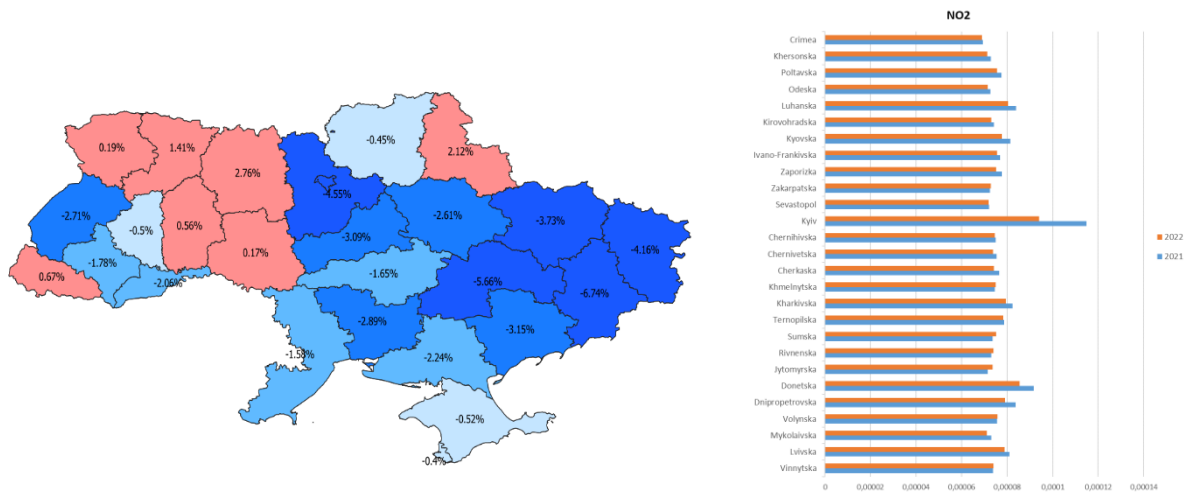 0.19%
1.41%
2.76%
-0.45%
2.12%
-4.55%
-2.71%
-0.5%
0.56%
-2.61%
-3.73%
-3.09%
-4.16%
-1.78%
0.17%
0.67%
-2.06%
-1.65%
-5.66%
-6.74%
-2.89%
-3.15%
-1.58%
-2.24%
-0.52%
-0.4%
NO2
Crimea
Khersonska
Poltavska
Odeska
Luhanska
Kirovohradska
Kyovska
Ivano-Frankivska
Zaporizka
Zakarpatska
Sevastopol
Kyiv
Chernihivska
Chernivetska
Cherkaska
Khmelnytska
Kharkivska
Ternopilska
Sumska
Rivnenska
Jytomyrska
Donetska
Dnipropetrovska
Volynska
Mykolaivska
Lvivska
Vinnytska
0 0,00002 0,00004 0,00006 0,00008 0,0001 0,00012 0,00014
2022
2021